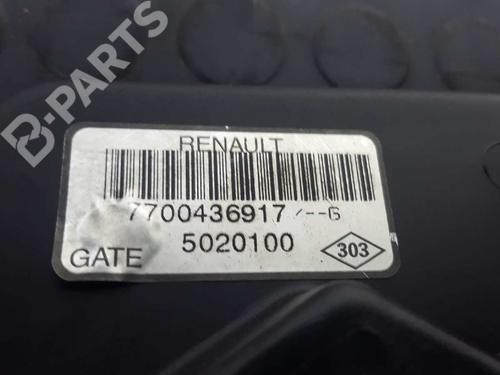 B-PARTS
RENAULT
7700436917/--G
5020100
GATE
303